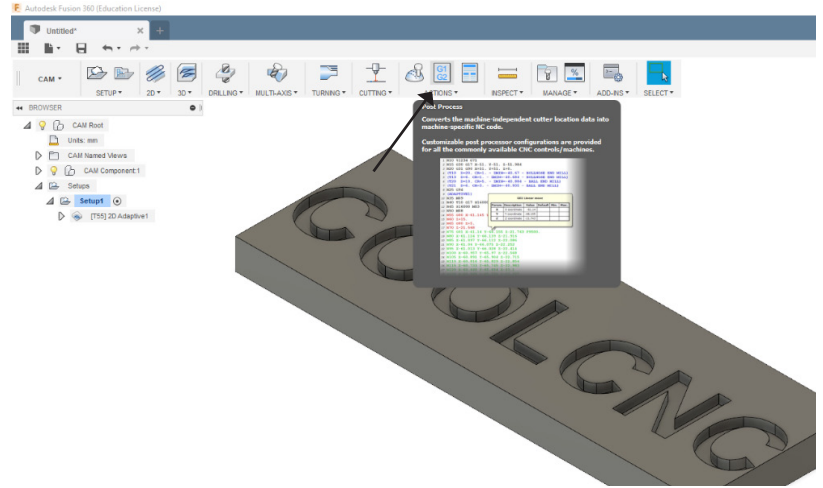 Autodesk Fusion 360 (Education License)
Untitled*
CAM
SETUP
2D
3D
DRILLING
MULTI-AXIS
TURNING
CUTTING
ACTIONS
INSPECT
MANAGE
ADD-INS
SELECT
G1
G2
BROWSER
CAM Root
Units: mm
CAM Named Views
CAM Component:1
Setups
Setup1
[T55] 2D Adaptive1
Post Process
Converts the machine-independent cutter location data into
machine-specific NC code.
Customizable post processor configurations are provided
for all the commonly available CNC controls/machines.
COOLCNC